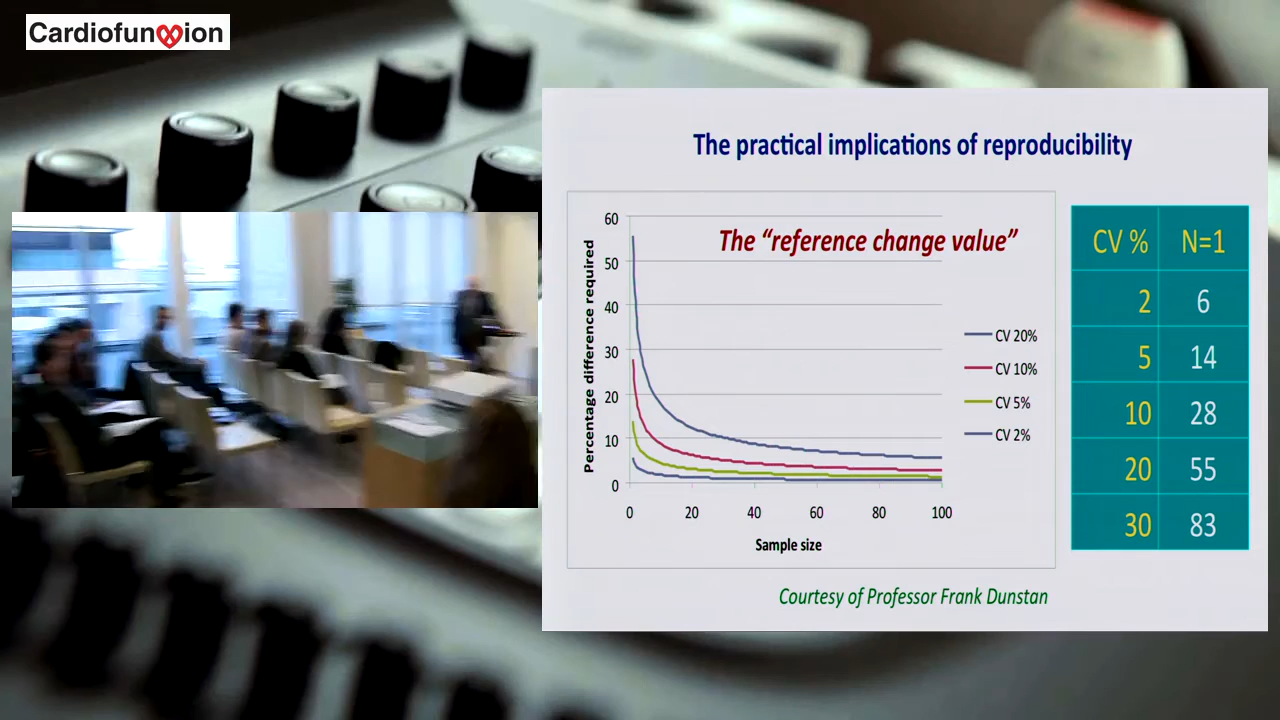 Cardiofunxion
The practical implications of reproducibility
The “reference change value”
Percentage difference required
60
50
40
30
20
10
0
0 20 40 60 80 100
Sample size
CV 20%
CV 10%
CV 5%
CV 2%
CV % N=1
2 6
5 14
10 28
20 55
30 83
Courtesy of Professor Frank Dunstan